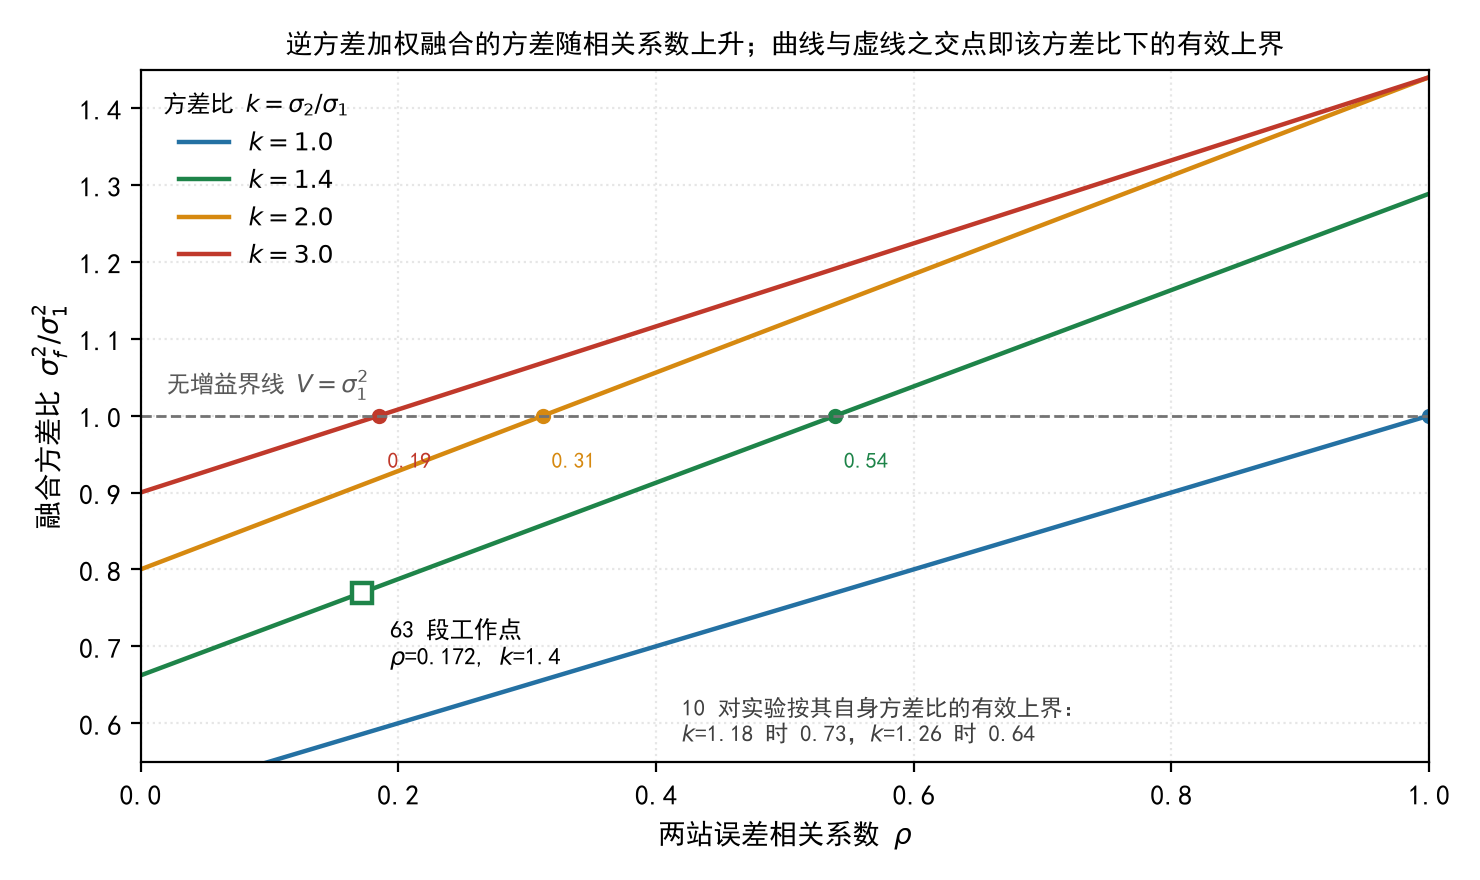 逆方差加权融合的方差随相关系数上升；曲线与虚线之交点即该方差比下的有效上界
方差比 k = σ₂/σ₁
k = 1.0
k = 1.4
k = 2.0
k = 3.0
融合方差比 σ_f²/σ₁²
1.4
1.3
1.2
1.1
1.0
0.9
0.8
0.7
0.6
无增益界线 V = σ₁²
0.19
0.31
0.54
63 段工作点
ρ=0.172, k=1.4
10 对实验按其自身方差比的有效上界：
k=1.18 时 0.73，k=1.26 时 0.64
0.0
0.2
0.4
0.6
0.8
1.0
两站误差相关系数 ρ